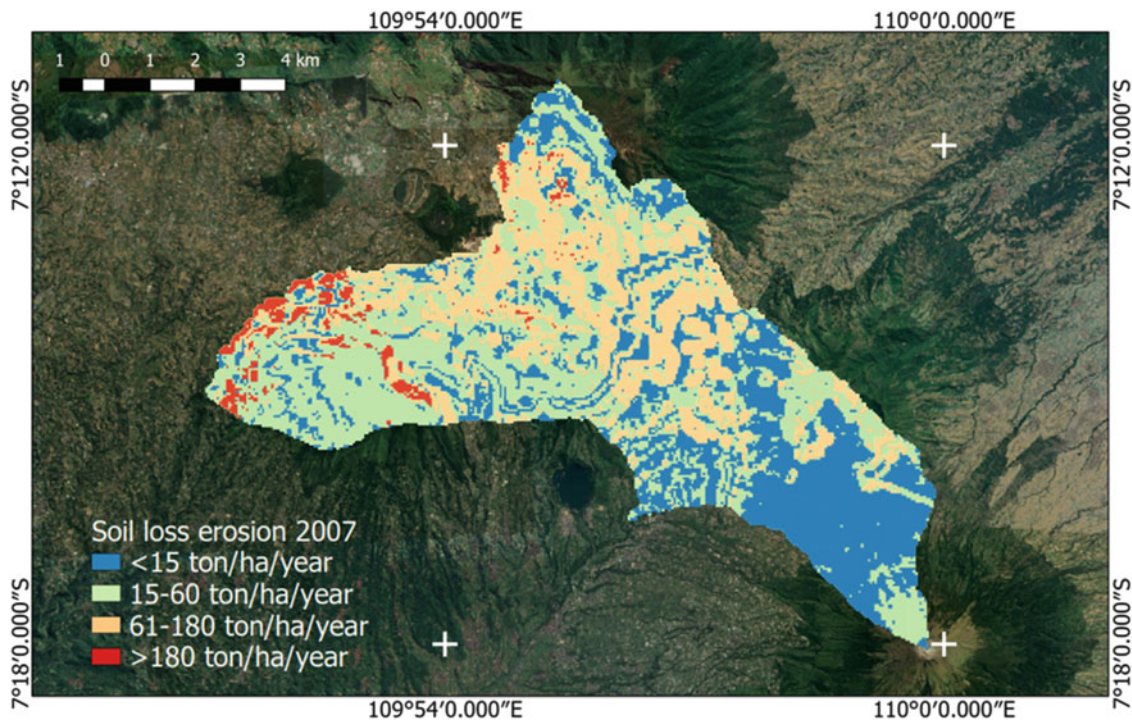 109°54′0.000″E
110°0′0.000″E
1 0 1 2 3 4 km
7°12′0.000″S
7°12′0.000″S
Soil loss erosion 2007
<15 ton/ha/year
15-60 ton/ha/year
61-180 ton/ha/year
>180 ton/ha/year
7°18′0.000″S
7°18′0.000″S
109°54′0.000″E
110°0′0.000″E